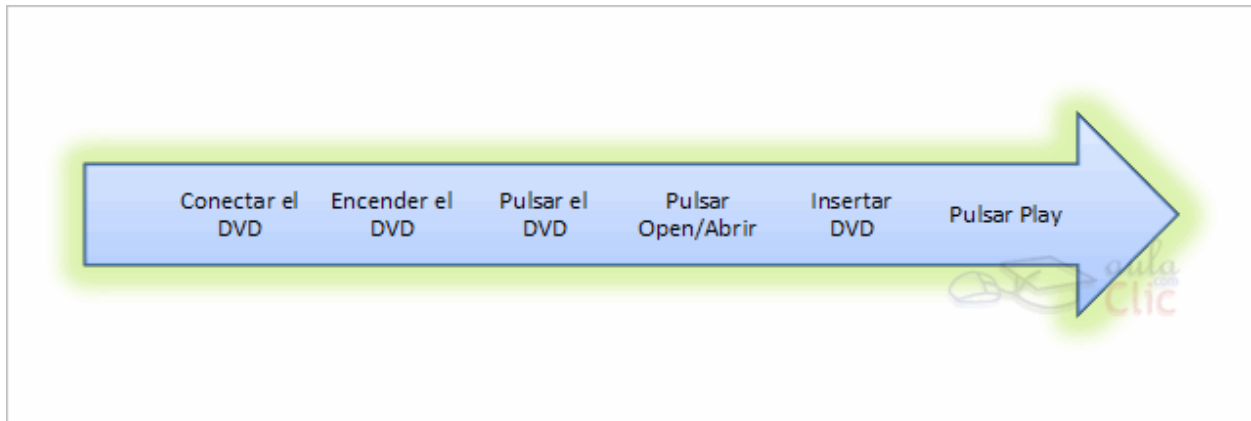 Conectar el
DVD
Encender el
DVD
Pulsar el
DVD
Pulsar
Open/Abrir
Insertar
DVD
Pulsar Play
aula
.com
Clic